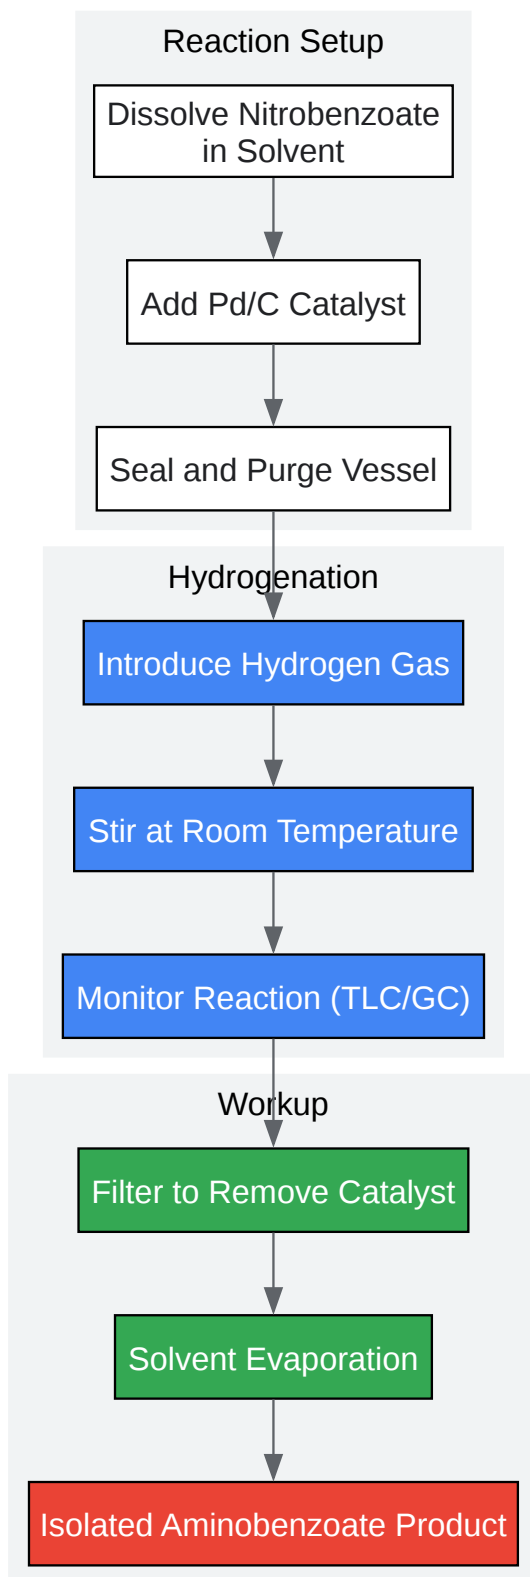 Reaction Setup
Dissolve Nitrobenzoate
in Solvent
Add Pd/C Catalyst
Seal and Purge Vessel
Hydrogenation
Introduce Hydrogen Gas
Stir at Room Temperature
Monitor Reaction (TLC/GC)
Workup
Filter to Remove Catalyst
Solvent Evaporation
Isolated Aminobenzoate Product